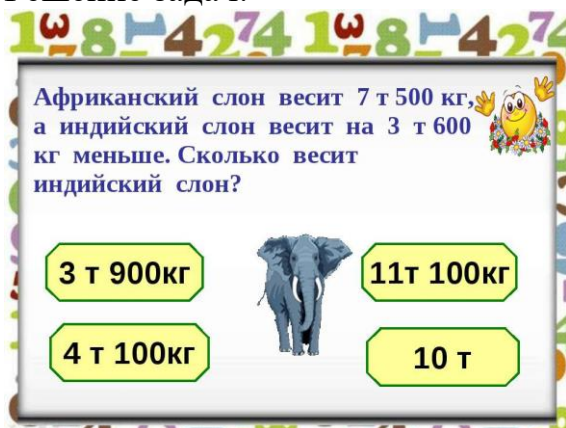 Африканский слон весит 7 т 500 кг,
а индийский слон весит на 3 т 600
кг меньше. Сколько весит
индийский слон?
3 т 900кг
11т 100кг
4 т 100кг
10 т